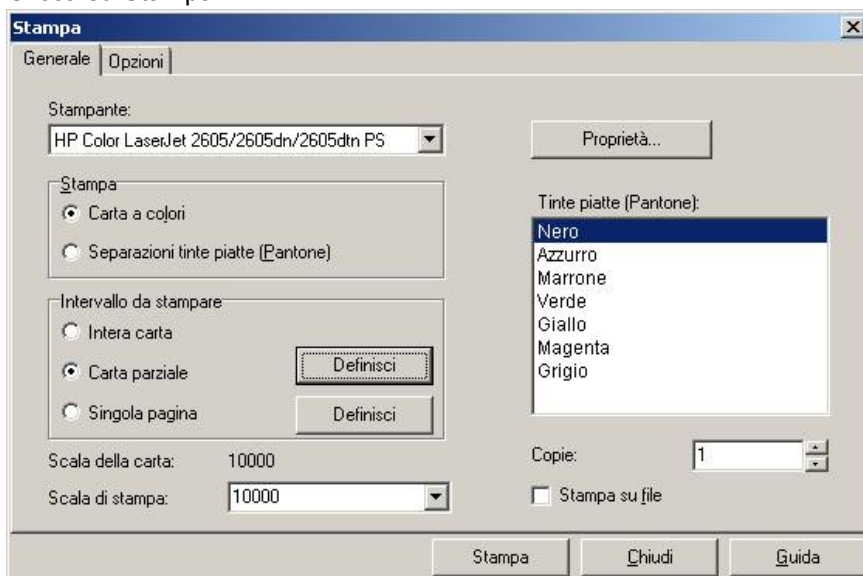 Stampa
Generale
Opzioni
Stampante:
HP Color LaserJet 2605/2605dn/2605dtn PS
Proprietà...
Stampa
Carta a colori
Separazioni tinte piatte (Pantone)
Tinte piatte (Pantone):
Nero
Azzurro
Marrone
Verde
Giallo
Magenta
Grigio
Intervallo da stampare
Intera carta
Carta parziale
Definisci
Singola pagina
Definisci
Scala della carta: 10000
Scala di stampa: 10000
Copie: 1
Stampa su file
Stampa
Chiudi
Guida